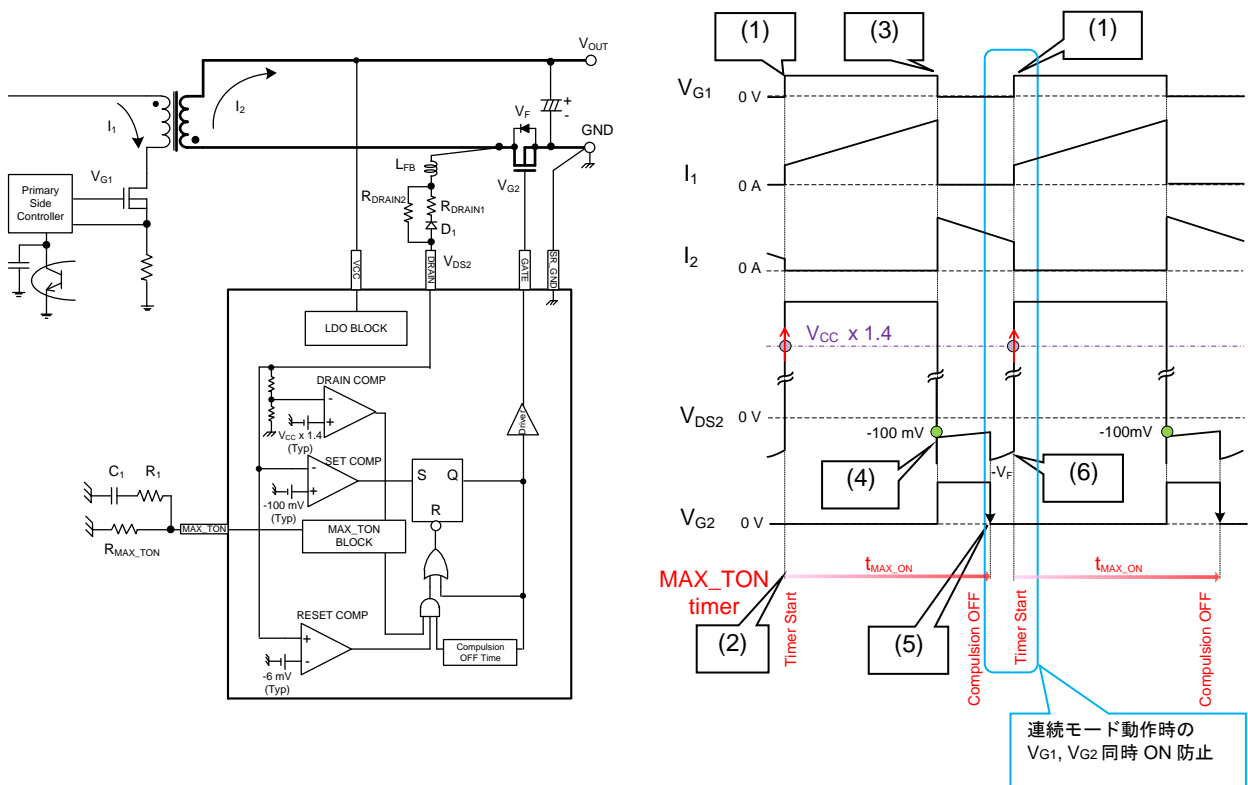 VOUT
I1
I2
VF
+
-
GND
LFB
VG1
VG2
Primary
Side
Controller
RDRAIN2
RDRAIN1
D1
VDS2
VCC
DRAIN
GATE
SR_GND
LDO BLOCK
DRAIN COMP
-
+
VCC x 1.4
(Typ)
Driver
SET COMP
-
+
-100 mV
(Typ)
S
Q
R
C1
R1
RMAX_TON
MAX_TON
MAX_TON
BLOCK
RESET COMP
+
-
-6 mV
(Typ)
Compulsion
OFF Time
(1)
(3)
(1)
VG1
0 V
I1
0 A
I2
0 A
VCC x 1.4
VDS2
0 V
-100 mV
-100mV
(4)
-VF
(6)
VG2
0 V
MAX_TON
timer
tMAX_ON
tMAX_ON
(2)
Timer Start
(5)
Compulsion OFF
Timer Start
Compulsion OFF
連続モード動作時の
VG1, VG2 同時 ON 防止